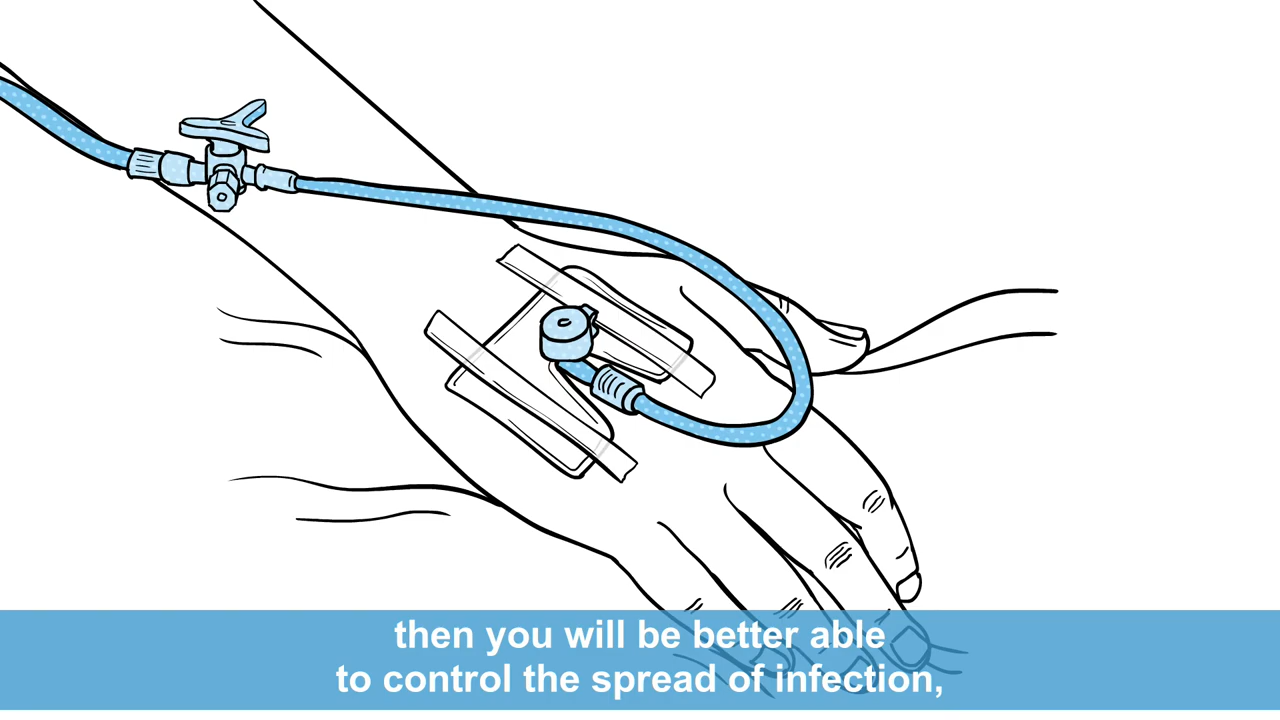 then you will be better able
to control the spread of infection,